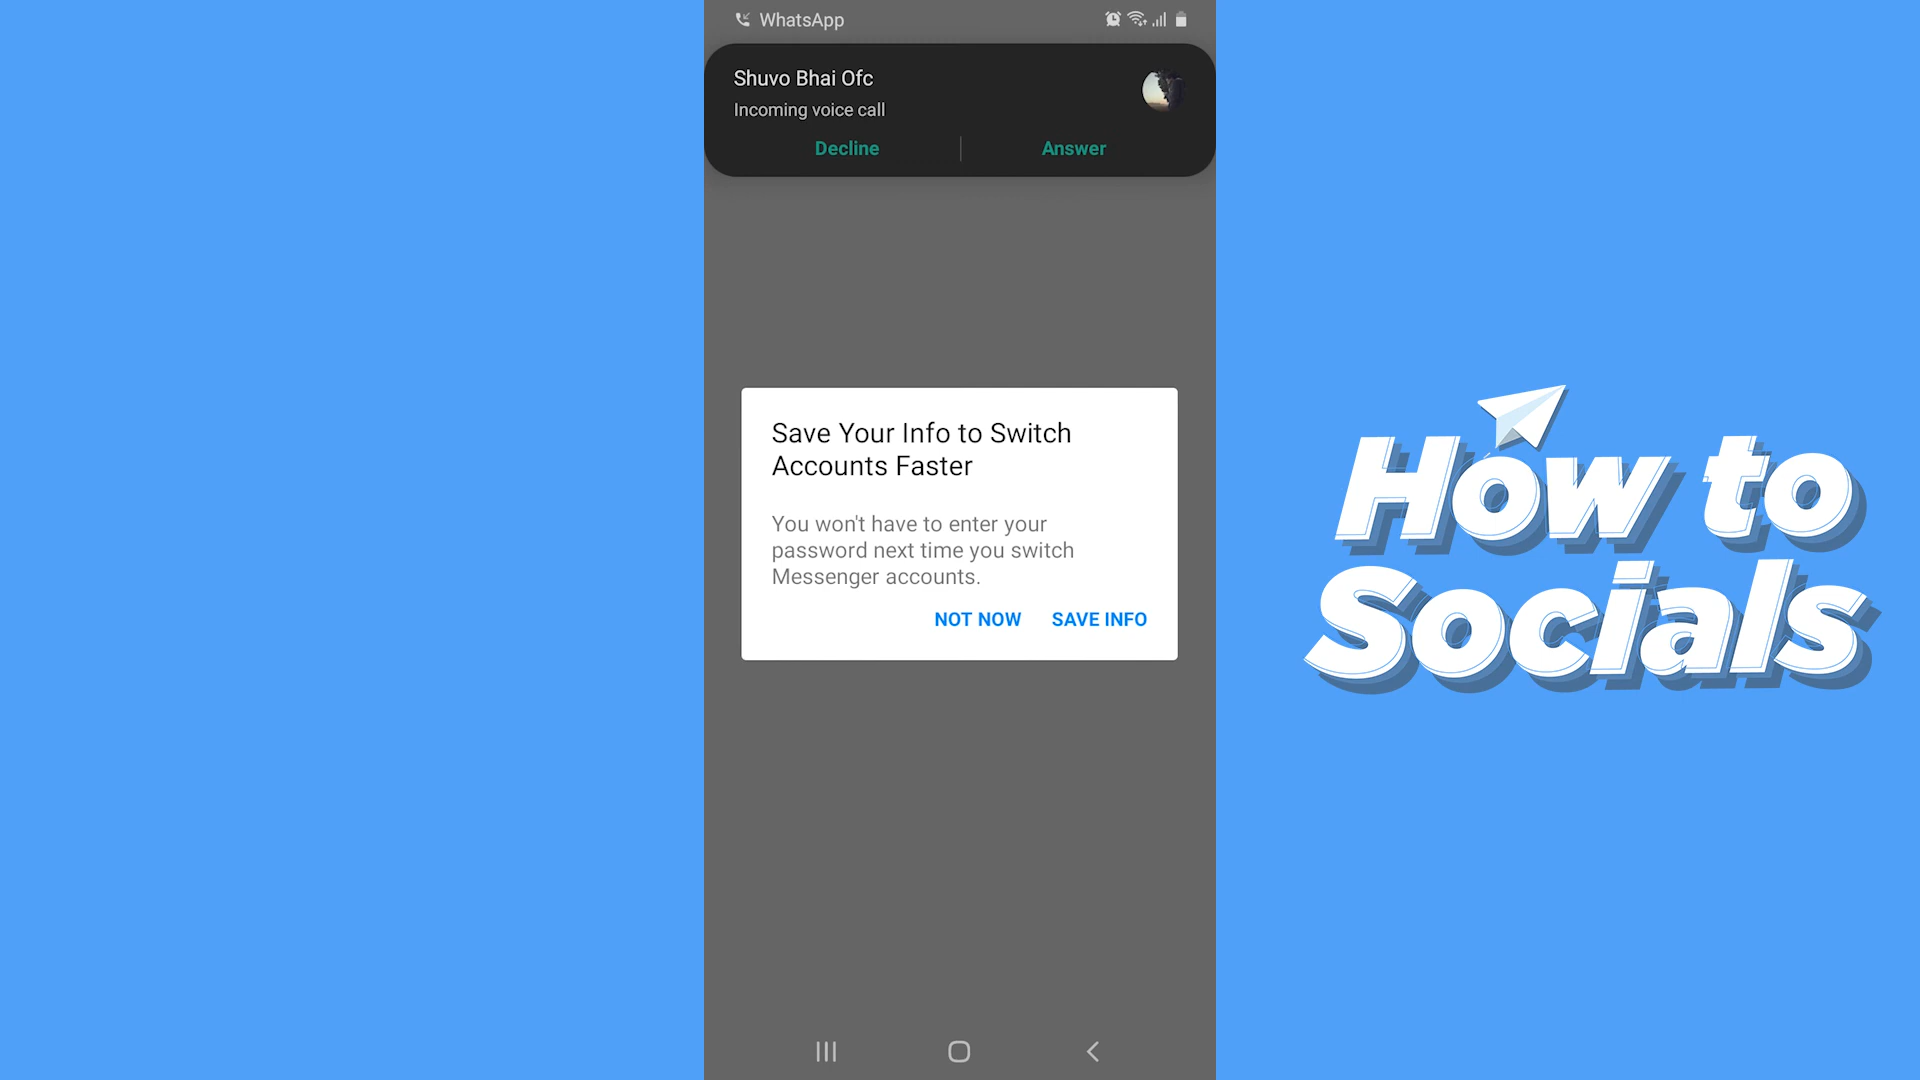 WhatsApp
Shuvo Bhai Ofc
Incoming voice call
Decline
Answer
Save Your Info to Switch
Accounts Faster
You won't have to enter your
password next time you switch
Messenger accounts.
NOT NOW
SAVE INFO
How to
Socials